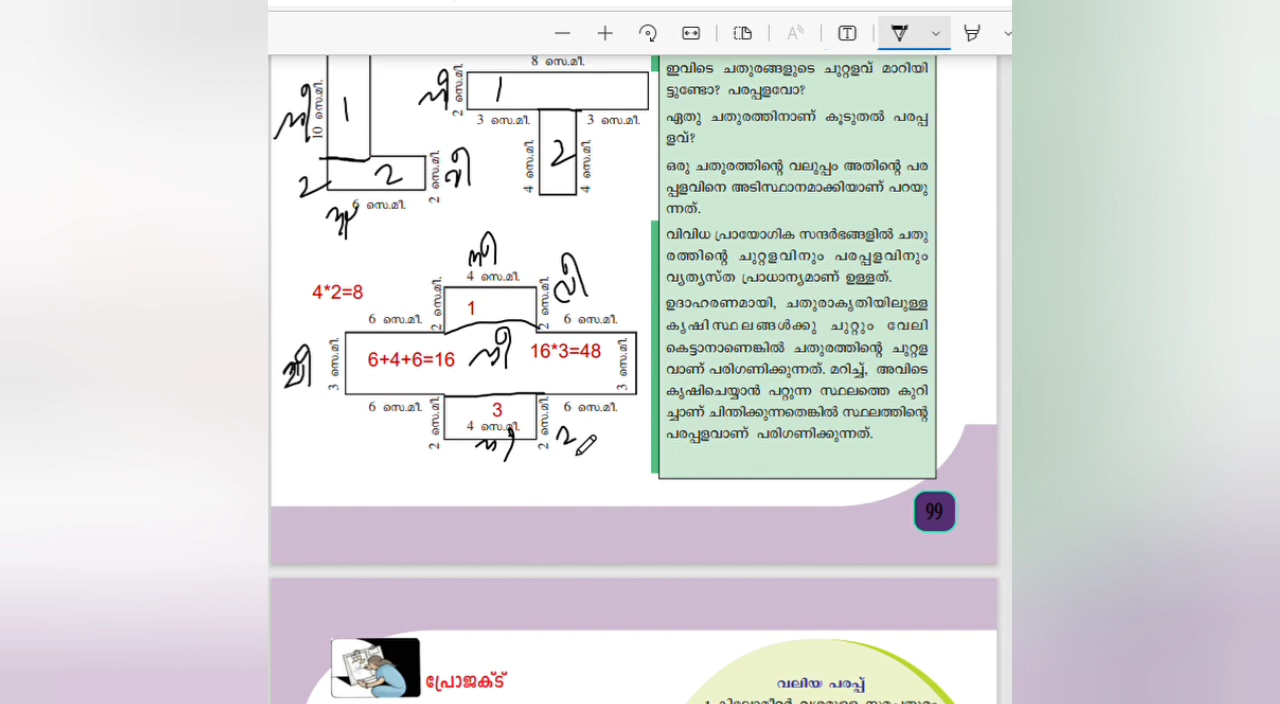 8 സെ.മീ.
നീ
2 സെ.മീ.
1
3 സെ.മീ.
3 സെ.മീ.
10 സെ.മീ.
1
4 സെ.മീ.
2
4 സെ.മീ.
2
2
2 സെ.മീ.
വീ
6 സെ.മീ.
4 സെ.മീ.
വീ
4*2=8
2 സെ.മീ.
1
2 സെ.മീ.
6 സെ.മീ.
6 സെ.മീ.
3 സെ.മീ.
6+4+6=16
നീ
16*3=48
3 സെ.മീ.
6 സെ.മീ.
6 സെ.മീ.
2 സെ.മീ.
3
4 സെ.മീ.
2 സെ.മീ.
ഇവിടെ ചതുരങ്ങളുടെ ചുറ്റളവ് മാറിയി
ട്ടുണ്ടോ? പരപ്പളവോ?
ഏതു ചതുരത്തിനാണ് കൂടുതൽ പരപ്പ
ളവ്?
ഒരു ചതുരത്തിന്റെ വലുപ്പം അതിന്റെ പര
പ്പളവിനെ അടിസ്ഥാനമാക്കിയാണ് പറയു
ന്നത്.
വിവിധ പ്രായോഗിക സന്ദർഭങ്ങളിൽ ചതു
രത്തിന്റെ ചുറ്റളവിനും പരപ്പളവിനും
വ്യത്യസ്ത പ്രാധാന്യമാണ് ഉള്ളത്.
ഉദാഹരണമായി, ചതുരാകൃതിയിലുള്ള
കൃഷിസ്ഥലങ്ങൾക്കു ചുറ്റും വേലി
കെട്ടാനാണെങ്കിൽ ചതുരത്തിന്റെ ചുറ്റള
വാണ് പരിഗണിക്കുന്നത്. മറിച്ച്, അവിടെ
കൃഷിചെയ്യാൻ പറ്റുന്ന സ്ഥലത്തെ കുറി
ച്ചാണ് ചിന്തിക്കുന്നതെങ്കിൽ സ്ഥലത്തിന്റെ
പരപ്പളവാണ് പരിഗണിക്കുന്നത്.
99
പ്രോജക്ട്
വലിയ പരപ്പ്
1 കിലോമീറ്റർ വശമുള്ള സമചതുരം